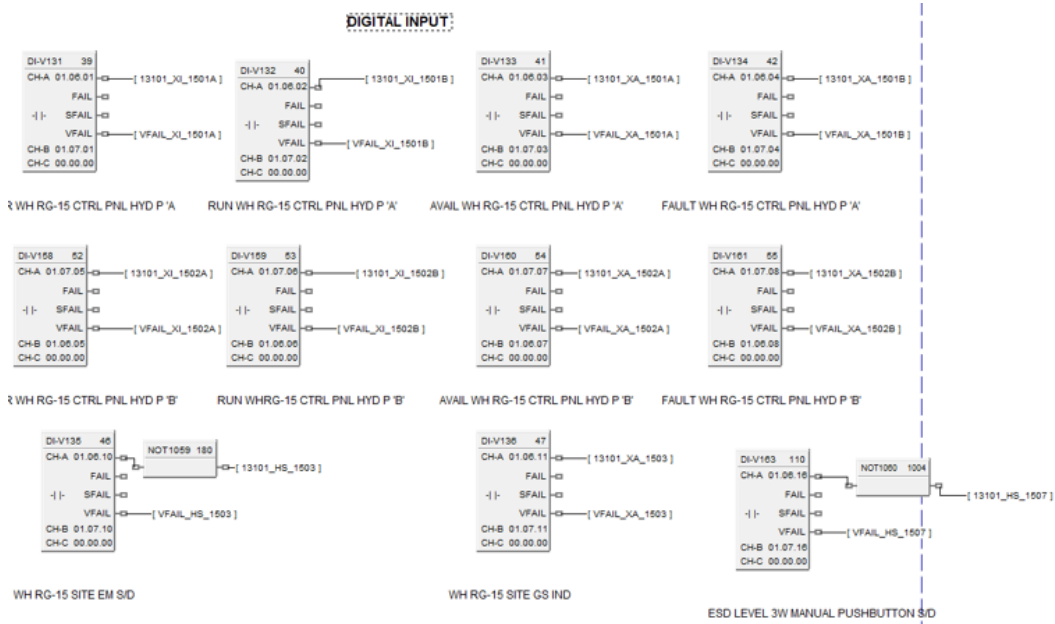 DIGITAL INPUT
DI-V131 39
CH-A 01.06.01
[ 13101_XI_1501A ]
FAIL
-| |- SFAIL
VFAIL
[ VFAIL_XI_1501A ]
CH-B 01.07.01
CH-C 00.00.00
R WH RG-15 CTRL PNL HYD P 'A
DI-V132 40
CH-A 01.06.02
[ 13101_XI_1501B ]
FAIL
-| |- SFAIL
VFAIL
[ VFAIL_XI_1501B ]
CH-B 01.07.02
CH-C 00.00.00
RUN WH RG-15 CTRL PNL HYD P 'A'
DI-V133 41
CH-A 01.06.03
[ 13101_XA_1501A ]
FAIL
-| |- SFAIL
VFAIL
[ VFAIL_XA_1501A ]
CH-B 01.07.03
CH-C 00.00.00
AVAIL WH RG-15 CTRL PNL HYD P 'A'
DI-V134 42
CH-A 01.06.04
[ 13101_XA_1501B ]
FAIL
-| |- SFAIL
VFAIL
[ VFAIL_XA_1501B ]
CH-B 01.07.04
CH-C 00.00.00
FAULT WH RG-15 CTRL PNL HYD P 'A'
DI-V158 52
CH-A 01.07.05
[ 13101_XI_1502A ]
FAIL
-| |- SFAIL
VFAIL
[ VFAIL_XI_1502A ]
CH-B 01.06.05
CH-C 00.00.00
R WH RG-15 CTRL PNL HYD P 'B'
DI-V159 53
CH-A 01.07.06
[ 13101_XI_1502B ]
FAIL
-| |- SFAIL
VFAIL
[ VFAIL_XI_1502B ]
CH-B 01.06.06
CH-C 00.00.00
RUN WHRG-15 CTRL PNL HYD P 'B'
DI-V160 54
CH-A 01.07.07
[ 13101_XA_1502A ]
FAIL
-| |- SFAIL
VFAIL
[ VFAIL_XA_1502A ]
CH-B 01.06.07
CH-C 00.00.00
AVAIL WH RG-15 CTRL PNL HYD P 'B'
DI-V161 55
CH-A 01.07.08
[ 13101_XA_1502B ]
FAIL
-| |- SFAIL
VFAIL
[ VFAIL_XA_1502B ]
CH-B 01.06.08
CH-C 00.00.00
FAULT WH RG-15 CTRL PNL HYD P 'B'
DI-V135 46
CH-A 01.06.10
NOT1059 180
[ 13101_HS_1503 ]
FAIL
-| |- SFAIL
VFAIL
[ VFAIL_HS_1503 ]
CH-B 01.07.10
CH-C 00.00.00
WH RG-15 SITE EM S/D
DI-V136 47
CH-A 01.06.11
[ 13101_XA_1503 ]
FAIL
-| |- SFAIL
VFAIL
[ VFAIL_XA_1503 ]
CH-B 01.07.11
CH-C 00.00.00
WH RG-15 SITE GS IND
DI-V163 110
CH-A 01.06.16
NOT1060 1004
[ 13101_HS_1507 ]
FAIL
-| |- SFAIL
VFAIL
[ VFAIL_HS_1507 ]
CH-B 01.07.16
CH-C 00.00.00
ESD LEVEL 3W MANUAL PUSHBUTTON S/D